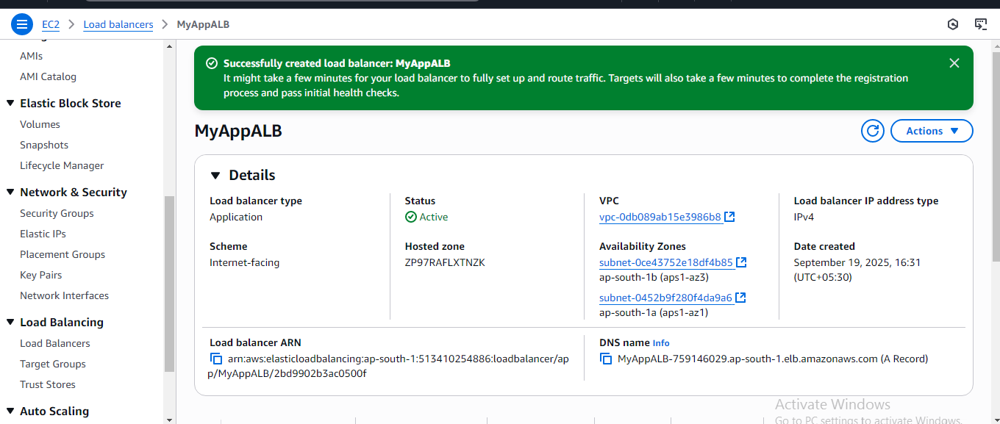 EC2 > Load balancers > MyAppALB
AMIs
AMI Catalog
Elastic Block Store
Volumes
Snapshots
Lifecycle Manager
Network & Security
Security Groups
Elastic IPs
Placement Groups
Key Pairs
Network Interfaces
Load Balancing
Load Balancers
Target Groups
Trust Stores
Auto Scaling
Successfully created load balancer: MyAppALB
It might take a few minutes for your load balancer to fully set up and route traffic. Targets will also take a few minutes to complete the registration
process and pass initial health checks.
MyAppALB
Actions
Details
Load balancer type
Application
Scheme
Internet-facing
Status
Active
Hosted zone
ZP97RAFLXTNZK
VPC
vpc-0db089ab15e3986b8
Availability Zones
subnet-0ce43752e18df4b85
ap-south-1b (aps1-az3)
subnet-0452b9f280f4da9a6
ap-south-1a (aps1-az1)
Load balancer IP address type
IPv4
Date created
September 19, 2025, 16:31
(UTC+05:30)
Load balancer ARN
arn:aws:elasticloadbalancing:ap-south-1:513410254886:loadbalancer/ap
p/MyAppALB/2bd9902b3ac0500f
DNS name Info
MyAppALB-759146029.ap-south-1.elb.amazonaws.com (A Record)
Activate Windows
Go to PC settings to activate Windows.